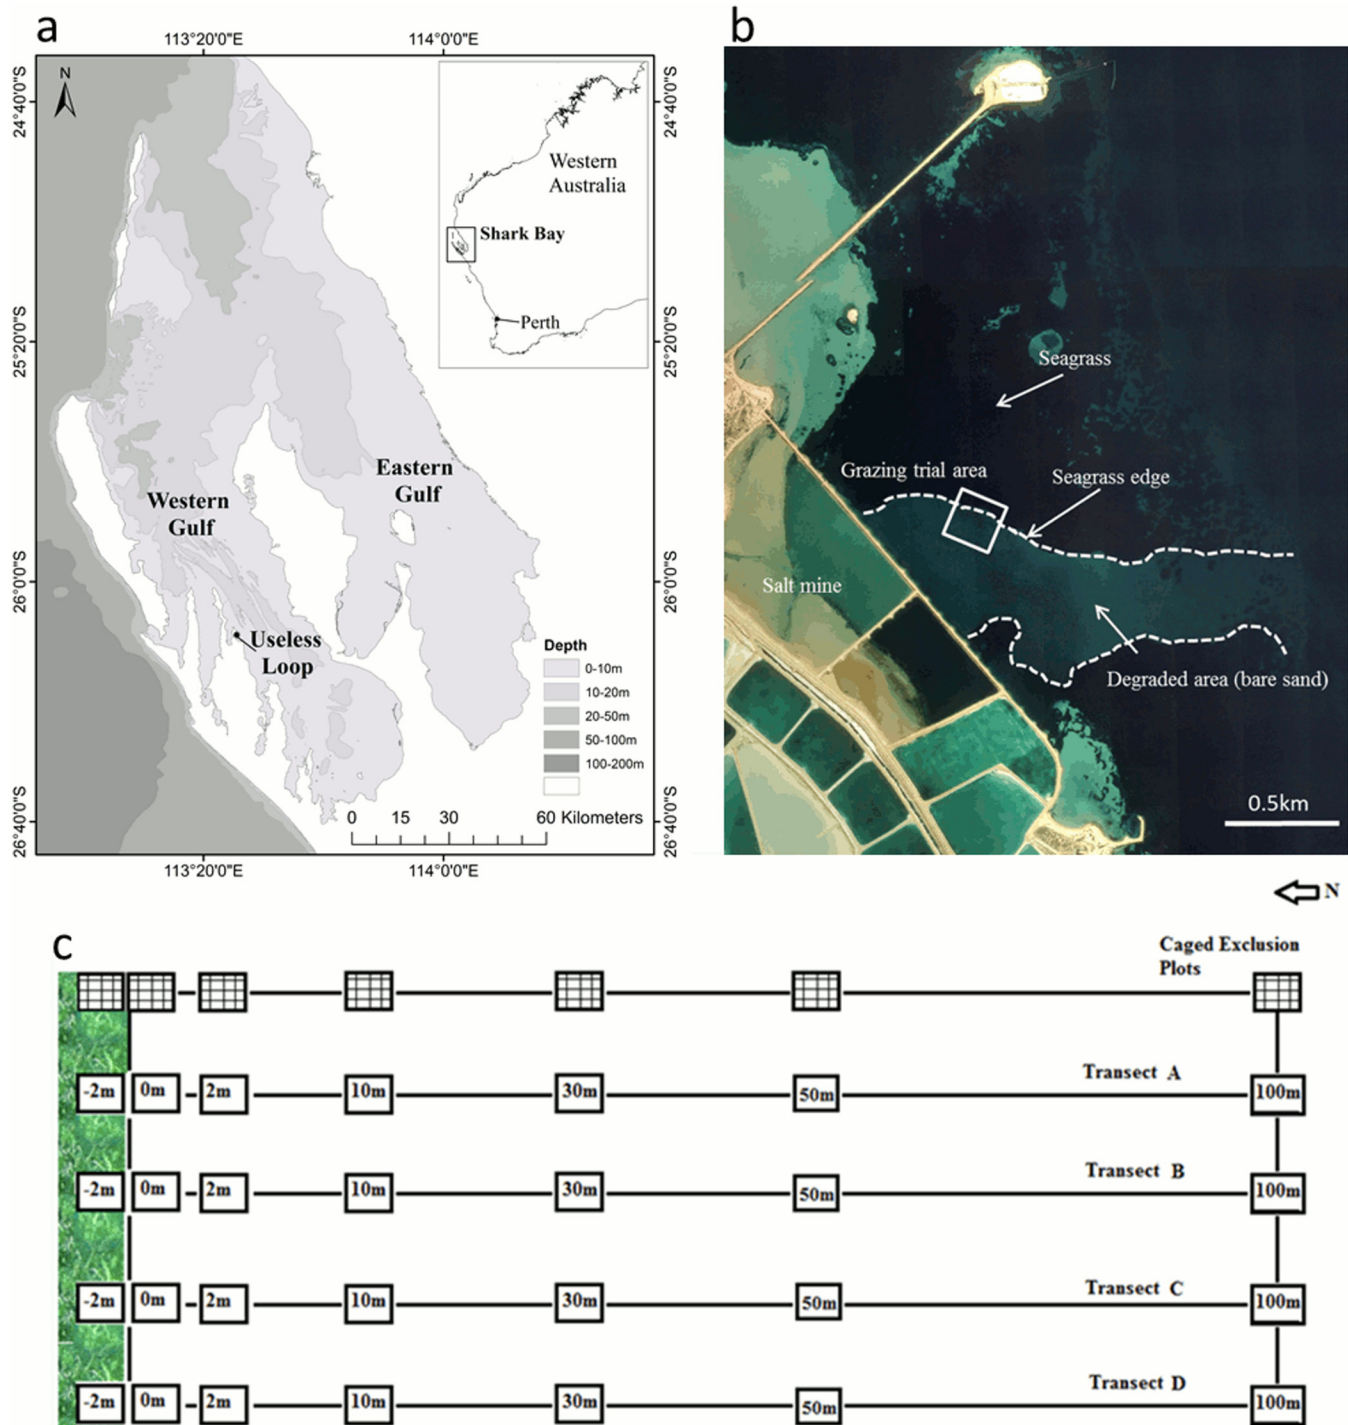 a
113°20'0"E
114°0'0"E
N
24°40'0"S
24°40'0"S
Western
Australia
Shark Bay
Perth
25°20'0"S
25°20'0"S
Eastern
Gulf
Western
Gulf
26°0'0"S
26°0'0"S
Useless
Loop
Depth
0-10m
10-20m
20-50m
50-100m
100-200m
0 15 30 60 Kilometers
26°40'0"S
26°40'0"S
113°20'0"E
114°0'0"E
b
Seagrass
Grazing trial area
Seagrass edge
Salt mine
Degraded area (bare sand)
0.5km
N
c
Caged Exclusion
Plots
Transect A
-2m 0m 2m 10m 30m 50m 100m
Transect B
-2m 0m 2m 10m 30m 50m 100m
Transect C
-2m 0m 2m 10m 30m 50m 100m
Transect D
-2m 0m 2m 10m 30m 50m 100m